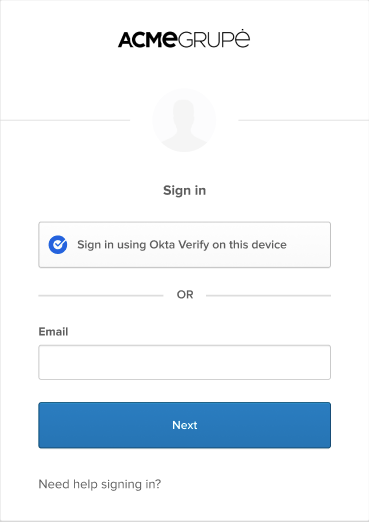 ACMEGRUPĖ
Sign in
Sign in using Okta Verify on this device
OR
Email
Next
Need help signing in?